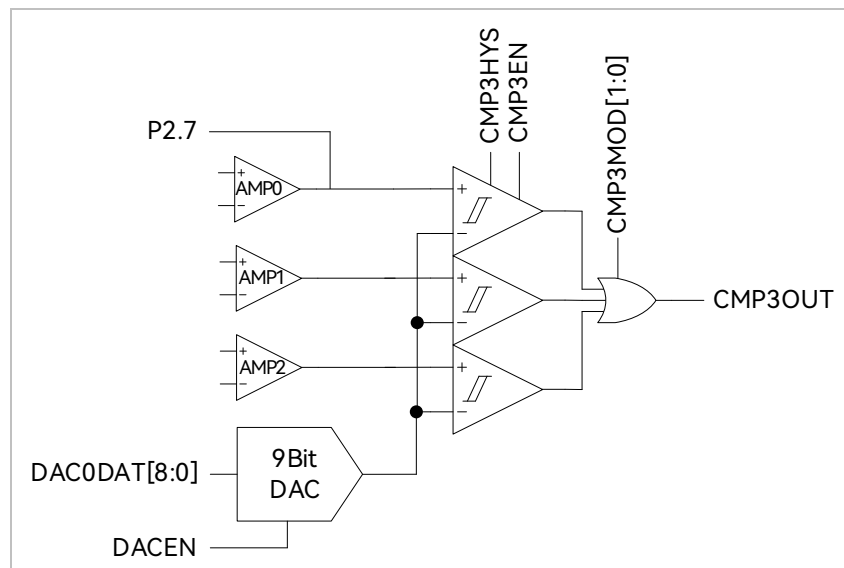 CMP3HYS
CMP3EN
CMP3MOD[1:0]
P2.7
+
AMP0
−
+
−
+
AMP1
−
+
−
CMP3OUT
+
AMP2
−
+
−
9Bit
DAC
DAC0DAT[8:0]
DACEN